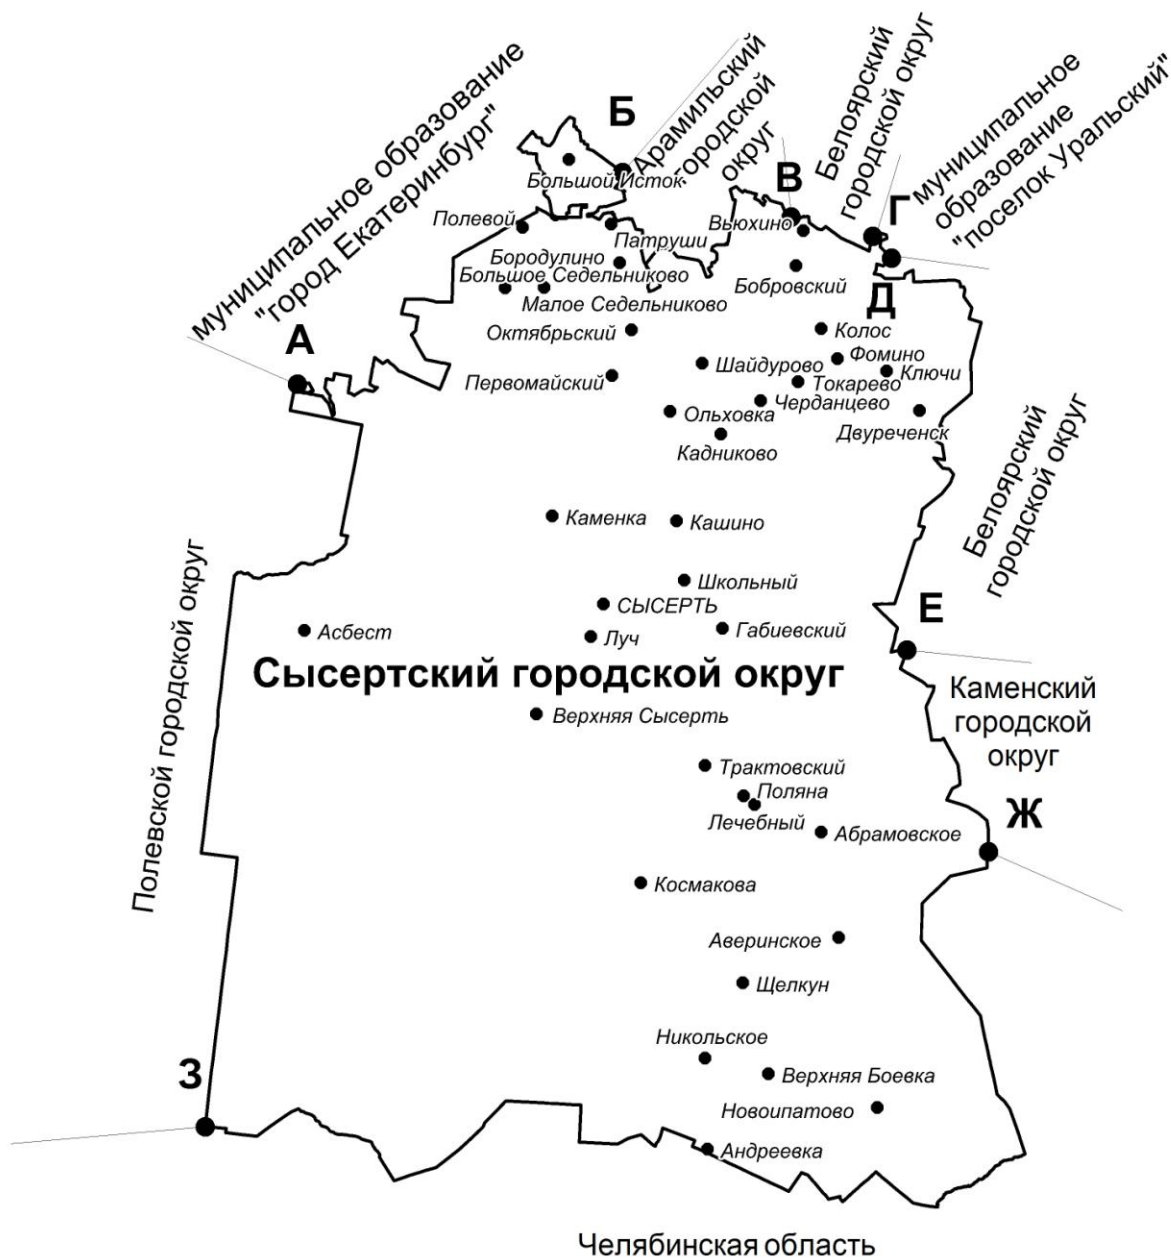 муниципальное образование
"город Екатеринбург"
Арамильский
городской
округ
Белоярский
городской округ
муниципальное
образование
"поселок Уральский"
А
Б
В
Г
Д
Большой Исток
Полевой
Патруши
Вьюхино
Бородулино
Большое Седельниково
Малое Седельниково
Бобровский
Октябрьский
Колос
Фомино
Шайдурово
Ключи
Первомайский
Токарево
Черданцево
Ольховка
Двуреченск
Кадниково
Белоярский
городской округ
Каменка
Кашино
Полевской городской округ
Школьный
СЫСЕРТЬ
Е
Асбест
Луч
Габиевский
Сысертский городской округ
Каменский
городской
округ
Верхняя Сысерть
Трактовский
Поляна
Лечебный
Ж
Абрамовское
Космакова
Аверинское
Щелкун
Никольское
З
Верхняя Боевка
Новоипатово
Андреевка
Челябинская область